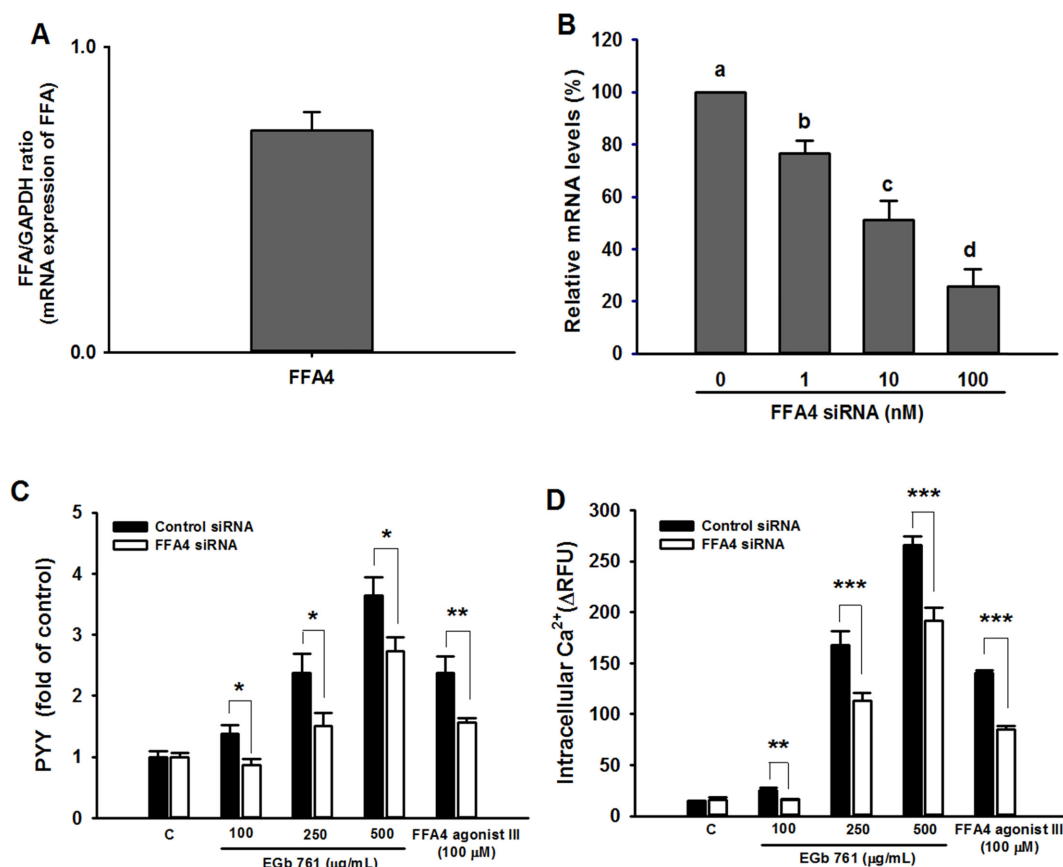 A
1.0
0.0
FFA/GAPDH ratio
(mRNA expression of FFA)
FFA4
B
120
100
80
60
40
20
0
Relative mRNA levels (%)
a
b
c
d
0 1 10 100
FFA4 siRNA (nM)
C
Control siRNA
FFA4 siRNA
5
4
3
2
1
0
PYY (fold of control)
*
*
*
**
C 100 250 500 FFA4 agonist III
(100 µM)
EGb 761 (µg/mL)
D
Control siRNA
FFA4 siRNA
300
250
200
150
100
50
0
Intracellular Ca²⁺(ΔRFU)
**
***
***
***
C 100 250 500 FFA4 agonist III
(100 µM)
EGb 761 (µg/mL)